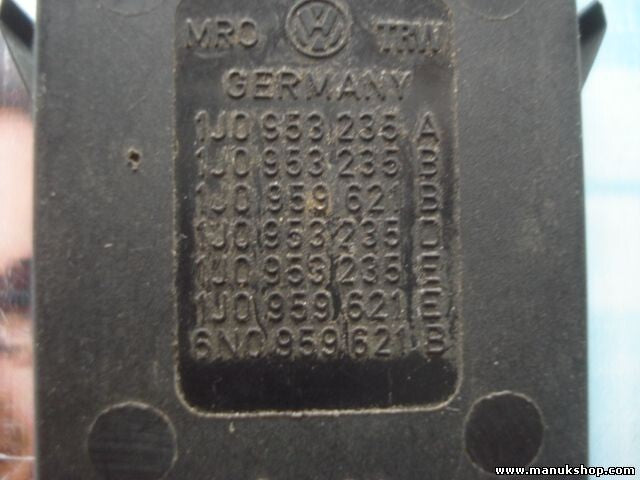 MRO VW TRW
GERMANY
1J0 953 235 A
1J0 953 235 B
1J0 959 621 B
1J0 953 235 J
1J0 953 235 E
1J0 959 621 E
6N0 959 621 B
www.manukshop.com